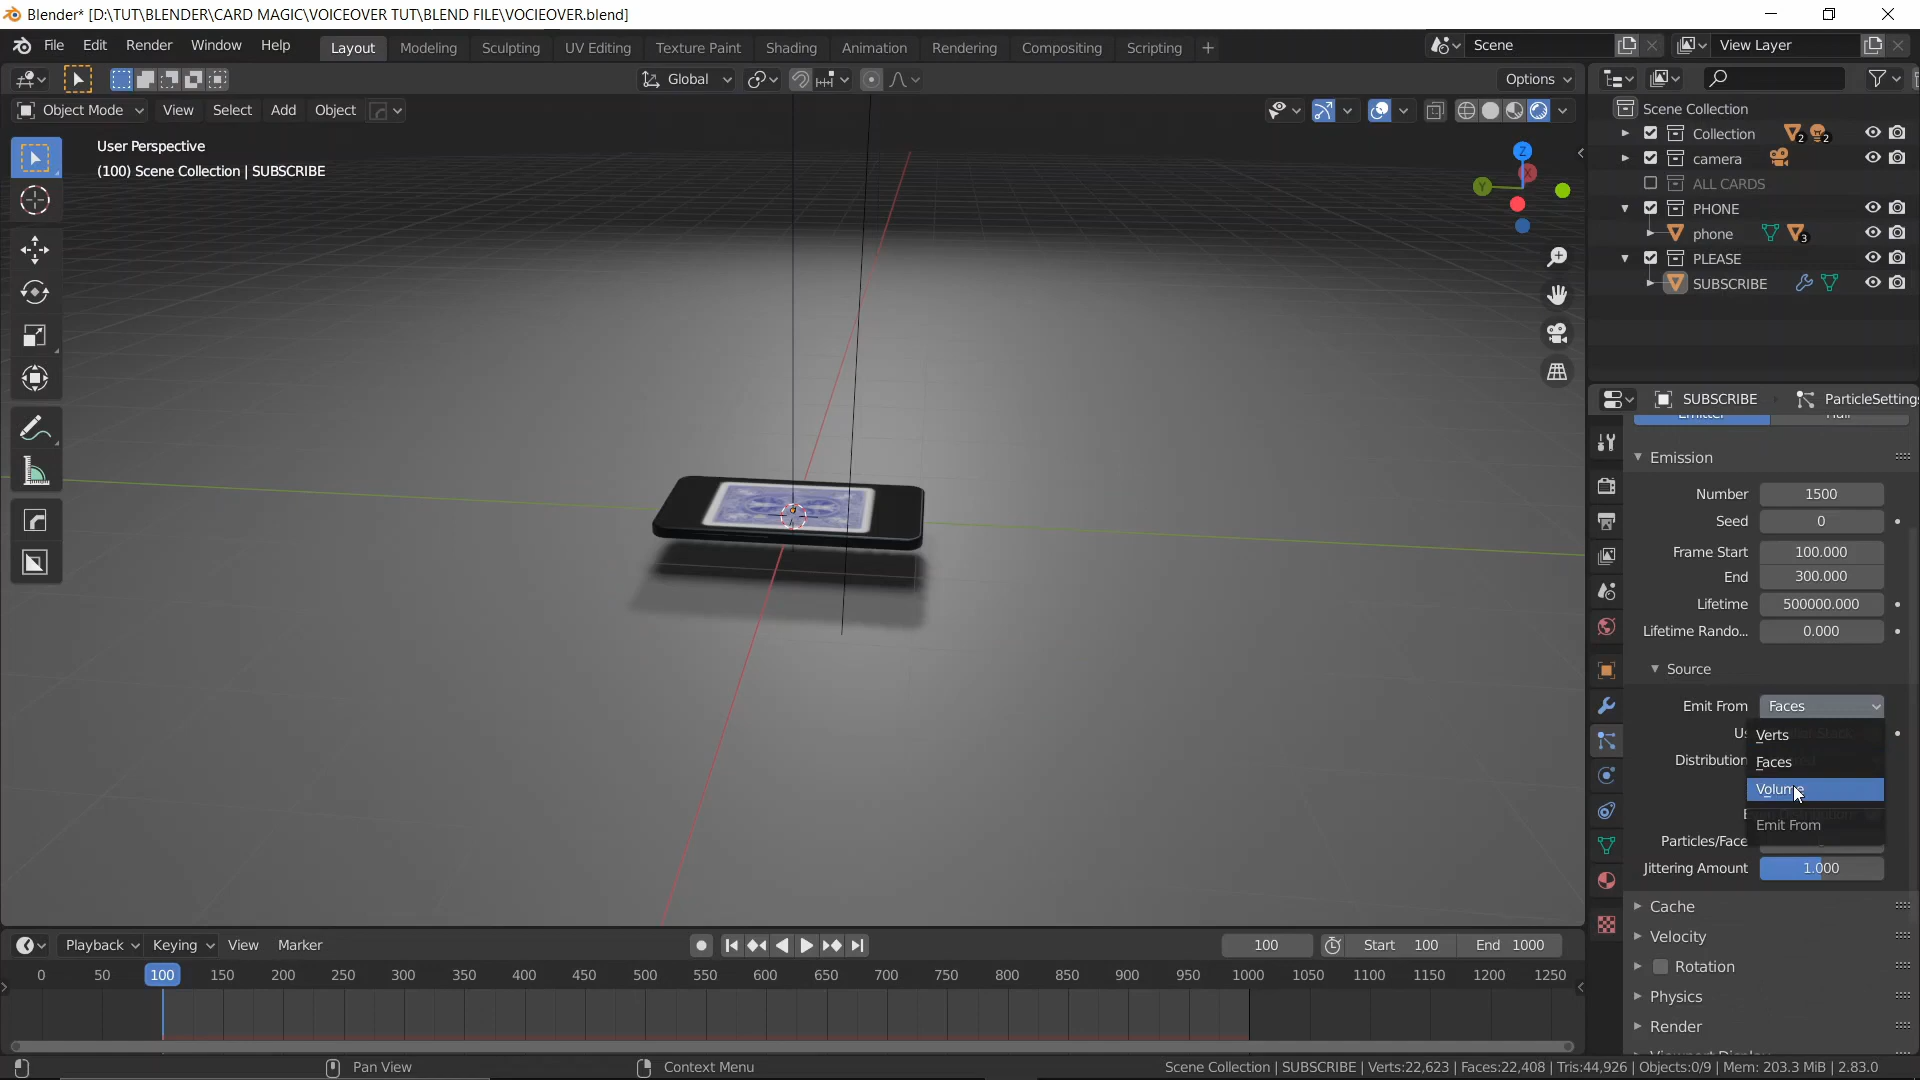 Blender* [D:\TUT\BLENDER\CARD MAGIC\VOICEOVER TUT\BLEND FILE\VOCIEOVER.blend]
File Edit Render Window Help Layout Modeling Sculpting UV Editing Texture Paint Shading Animation Rendering Compositing Scripting + Scene View Layer
Global Options
Object Mode View Select Add Object
User Perspective
(100) Scene Collection | SUBSCRIBE
Z
X
Y
Scene Collection
Collection 2 2
camera
ALL CARDS
PHONE
phone 3
PLEASE
SUBSCRIBE
SUBSCRIBE ParticleSettings
Emitter Hair
Emission
Number 1500
Seed 0
Frame Start 100.000
End 300.000
Lifetime 500000.000
Lifetime Rando... 0.000
Source
Emit From Faces
Verts
Distribution
Faces
Volume
Emit From
Particles/Face
Jittering Amount 1.000
Cache
Velocity
Rotation
Physics
Render
Viewport Display
Playback Keying View Marker 100 Start 100 End 1000
0 50 100 150 200 250 300 350 400 450 500 550 600 650 700 750 800 850 900 950 1000 1050 1100 1150 1200 1250
Pan View Context Menu Scene Collection | SUBSCRIBE | Verts:22,623 | Faces:22,408 | Tris:44,926 | Objects:0/9 | Mem: 203.3 MiB | 2.83.0